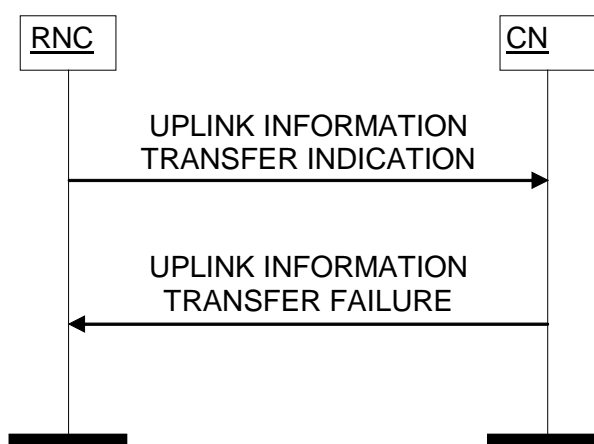 RNC
CN
UPLINK INFORMATION
TRANSFER INDICATION
UPLINK INFORMATION
TRANSFER FAILURE